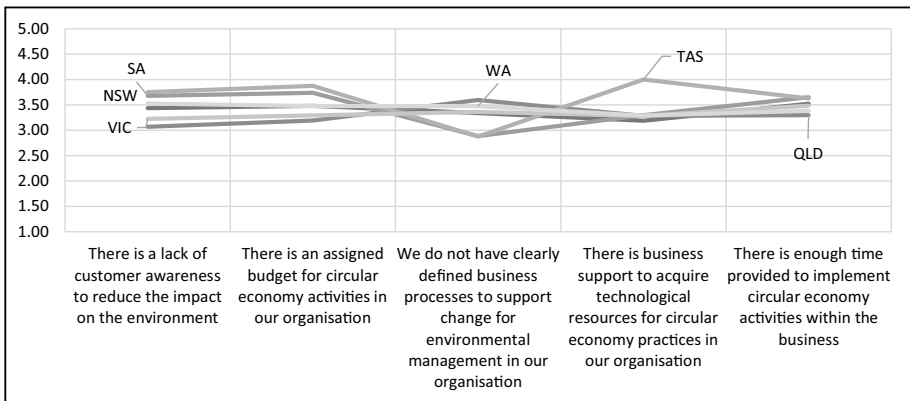 5.00
4.50
4.00
3.50
3.00
2.50
2.00
1.50
1.00
SA
NSW
VIC
WA
TAS
QLD
There is a lack of
customer awareness
to reduce the impact
on the environment
There is an assigned
budget for circular
economy activities in
our organisation
We do not have clearly
defined business
processes to support
change for
environmental
management in our
organisation
There is business
support to acquire
technological
resources for circular
economy practices in
our organisation
There is enough time
provided to implement
circular economy
activities within the
business